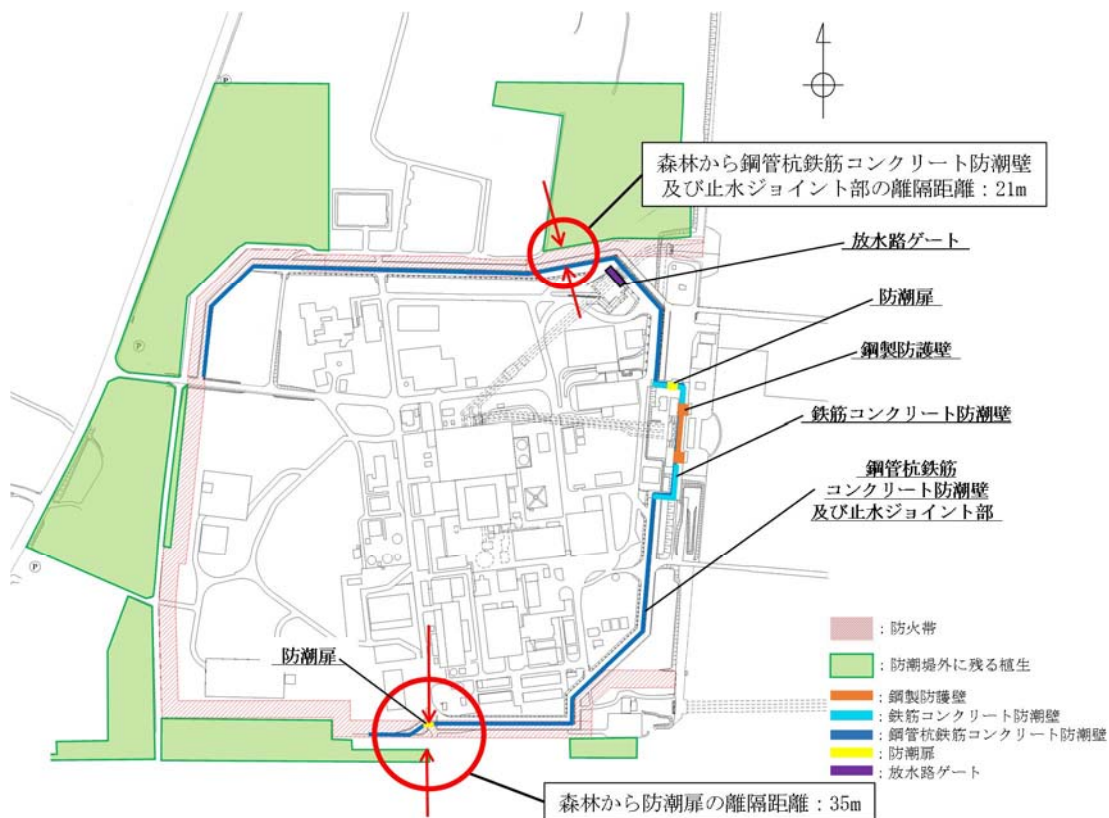 4
P
森林から鋼管杭鉄筋コンクリート防潮壁
及び止水ジョイント部の離隔距離：21m
放水路ゲート
防潮扉
鋼製防護壁
鉄筋コンクリート防潮壁
鋼管杭鉄筋
コンクリート防潮壁
及び止水ジョイント部
P
P
防潮扉
森林から防潮扉の離隔距離：35m
：防火帯
：防潮堤外に残る植生
：鋼製防護壁
：鉄筋コンクリート防潮壁
：鋼管杭鉄筋コンクリート防潮壁
：防潮扉
：放水路ゲート